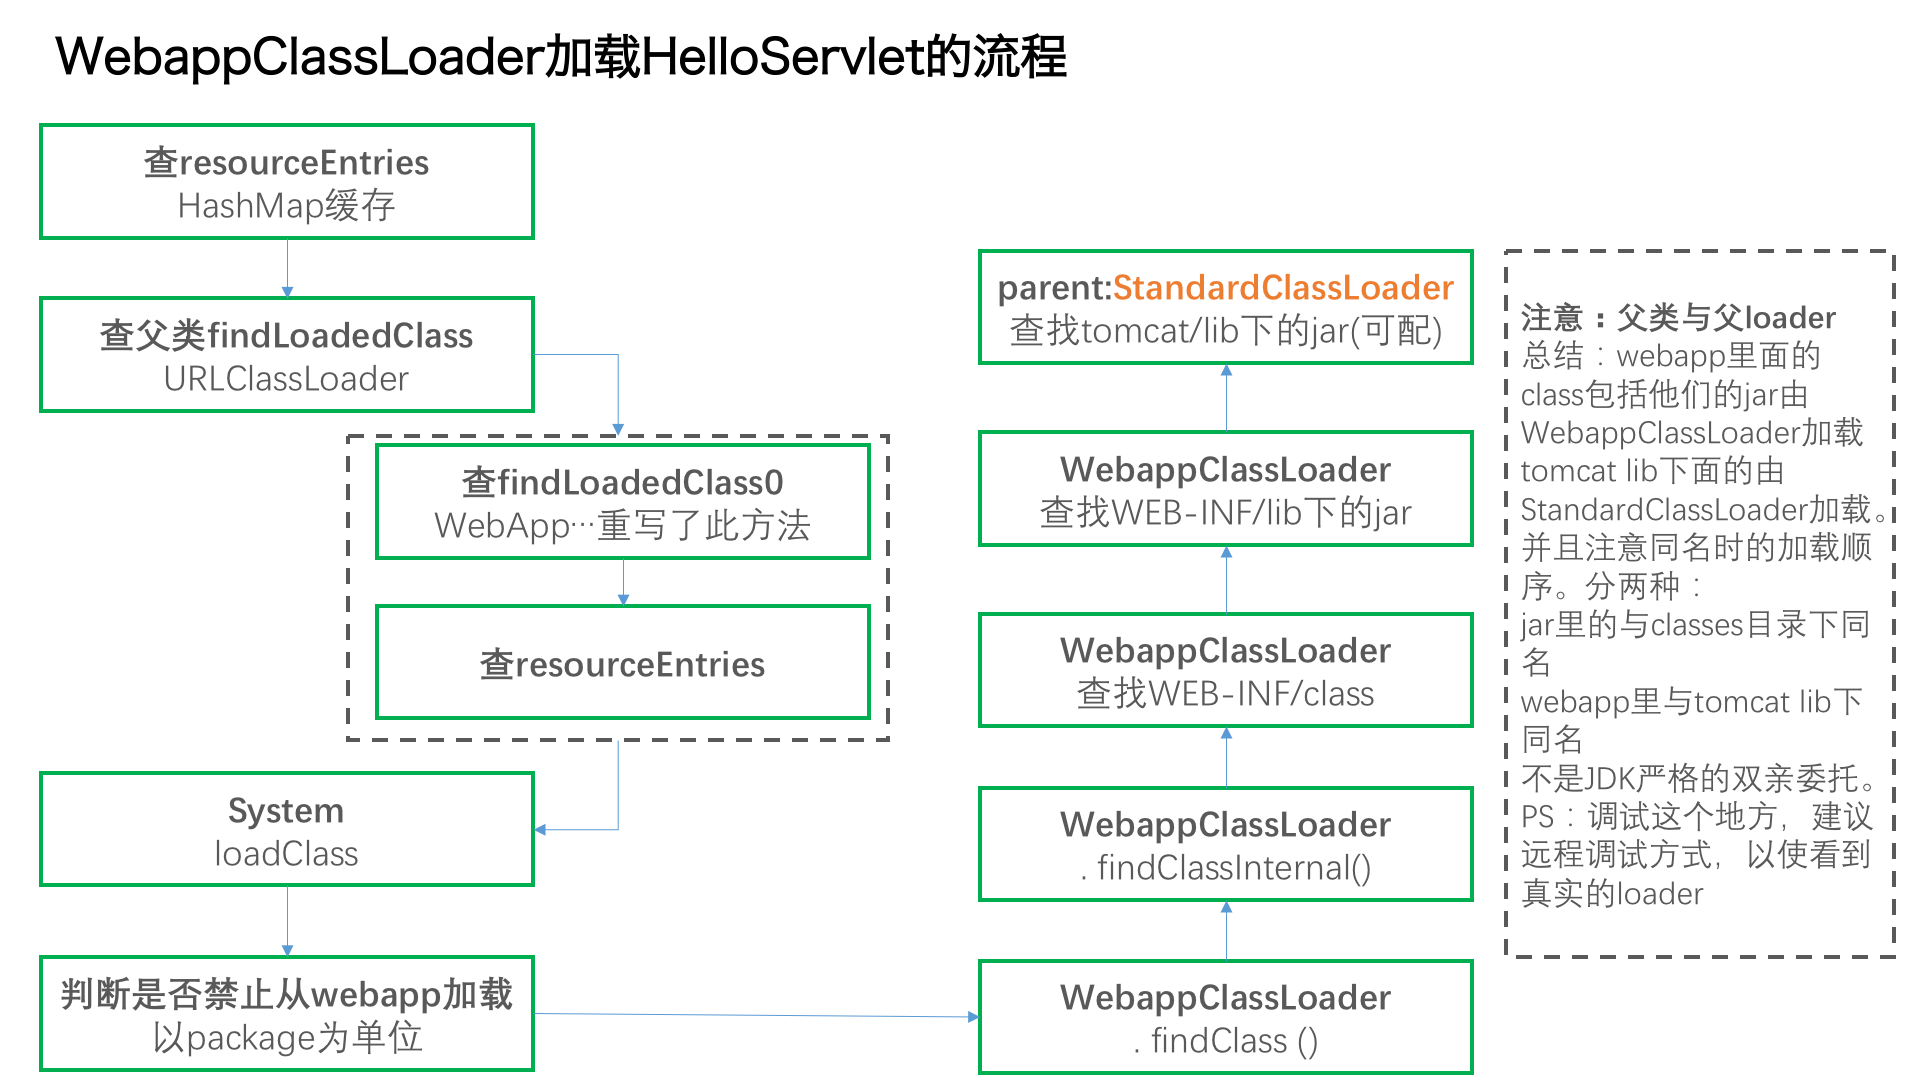 WebappClassLoader加载HelloServlet的流程
查resourceEntries
HashMap缓存
查父类findLoadedClass
URLClassLoader
查findLoadedClass0
WebApp…重写了此方法
查resourceEntries
System
loadClass
判断是否禁止从webapp加载
以package为单位
parent:StandardClassLoader
查找tomcat/lib下的jar(可配)
WebappClassLoader
查找WEB-INF/lib下的jar
WebappClassLoader
查找WEB-INF/class
WebappClassLoader
. findClassInternal()
WebappClassLoader
. findClass ()
注意：父类与父loader
总结：webapp里面的
class包括他们的jar由
WebappClassLoader加载
tomcat lib下面的由
StandardClassLoader加载。
并且注意同名时的加载顺
序。分两种：
jar里的与classes目录下同
名
webapp里与tomcat lib下
同名
不是JDK严格的双亲委托。
PS：调试这个地方，建议
远程调试方式，以使看到
真实的loader